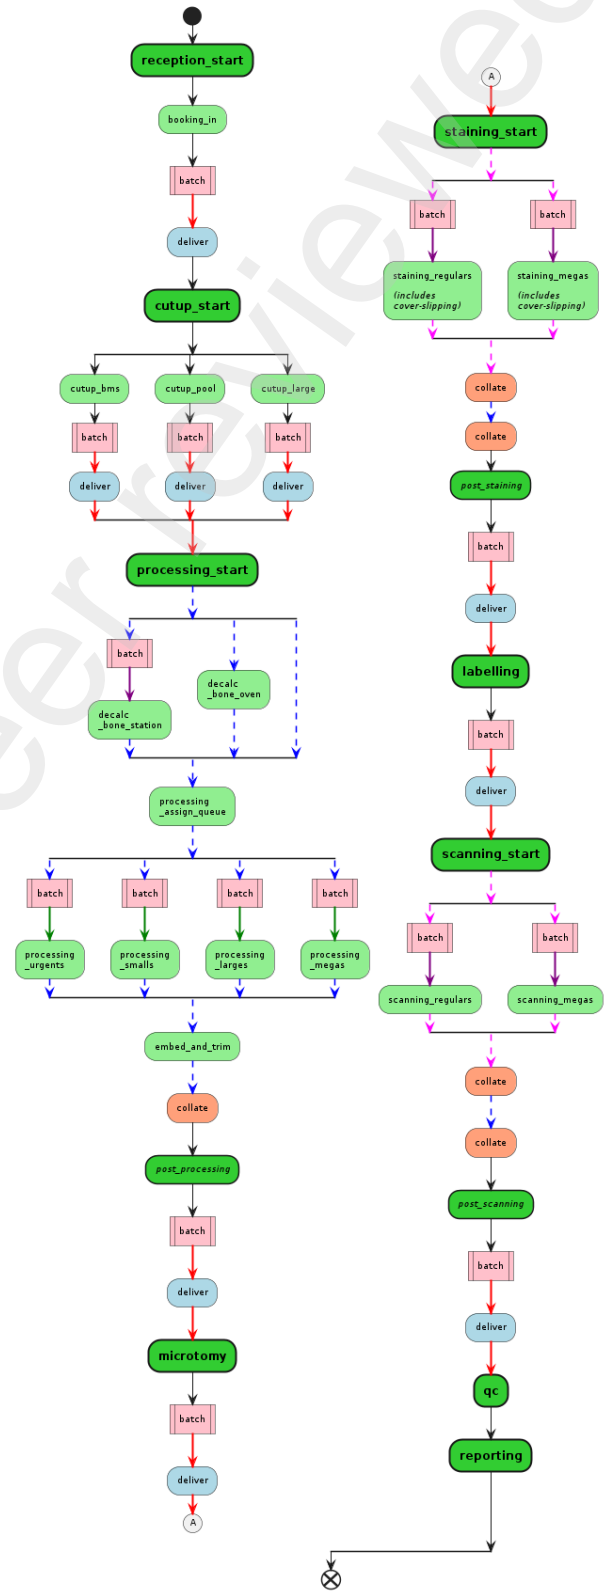 reception_start
booking_in
batch
deliver
cutup_start
cutup_bms cutup_pool cutup_large
batch batch batch
deliver deliver deliver
processing_start
batch
decalc
_bone_station
decalc
_bone_oven
processing
_assign_queue
batch batch batch batch
processing
_urgents
processing
_smalls
processing
_larges
processing
_megas
embed_and_trim
collate
post_processing
batch
deliver
microtomy
batch
deliver
A
A
staining_start
batch batch
staining_regulars
(includes
cover-slipping)
staining_megas
(includes
cover-slipping)
collate
collate
post_staining
batch
deliver
labelling
batch
deliver
scanning_start
batch batch
scanning_regulars scanning_megas
collate
collate
post_scanning
batch
deliver
qc
reporting
eer reviewed